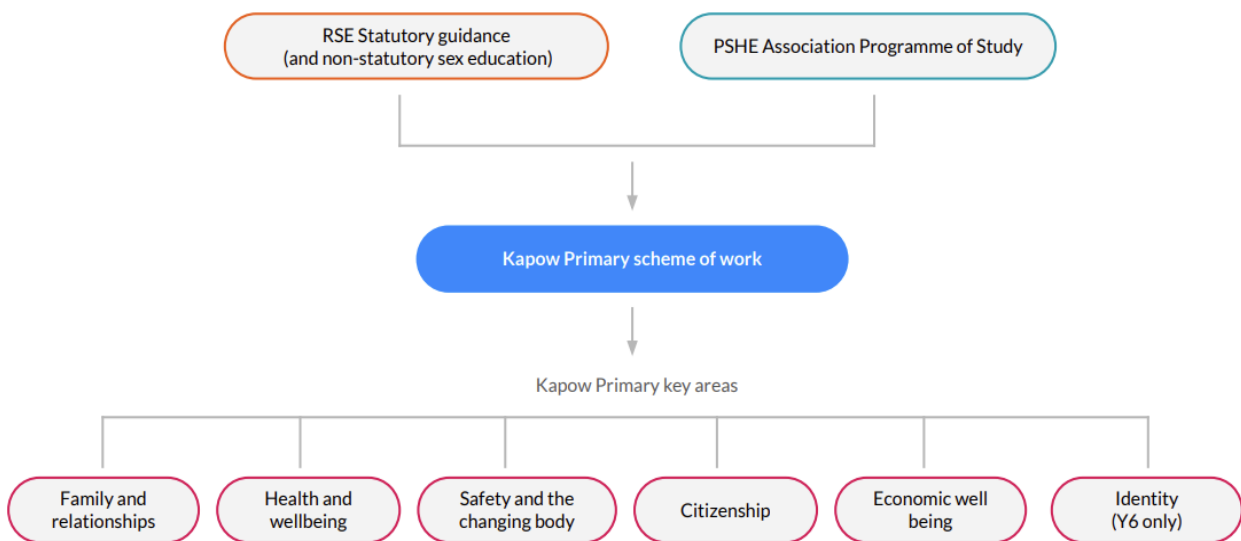 RSE Statutory guidance
(and non-statutory sex education)
PSHE Association Programme of Study
Kapow Primary scheme of work
Kapow Primary key areas
Family and
relationships
Health and
wellbeing
Safety and the
changing body
Citizenship
Economic well
being
Identity
(Y6 only)